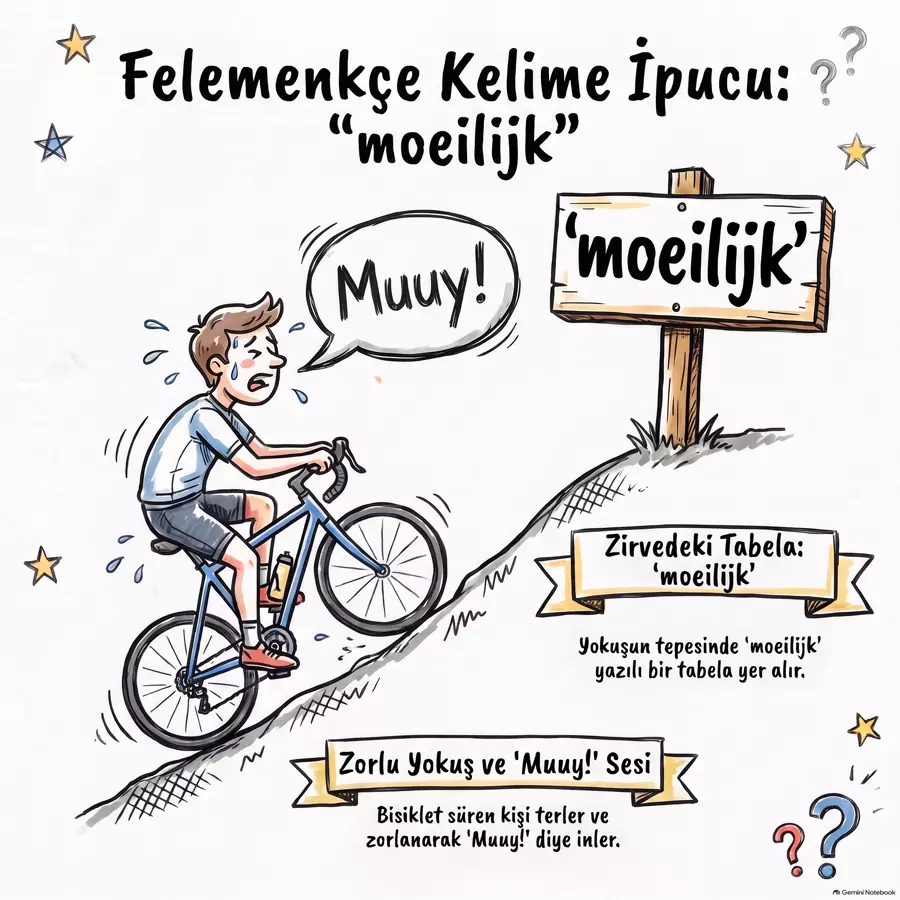 Felemenkçe Kelime İpucu:
“moeilijk”
Muuy!
‘moeilijk’
Zirvedeki Tabela:
‘moeilijk’
Yokuşun tepesinde ‘moeilijk’
yazılı bir tabela yer alır.
Zorlu Yokuş ve ‘Muuy!’ Sesi
Bisiklet süren kişi terler ve
zorlanarak ‘Muuy!’ diye inler.
Gemini Notebook